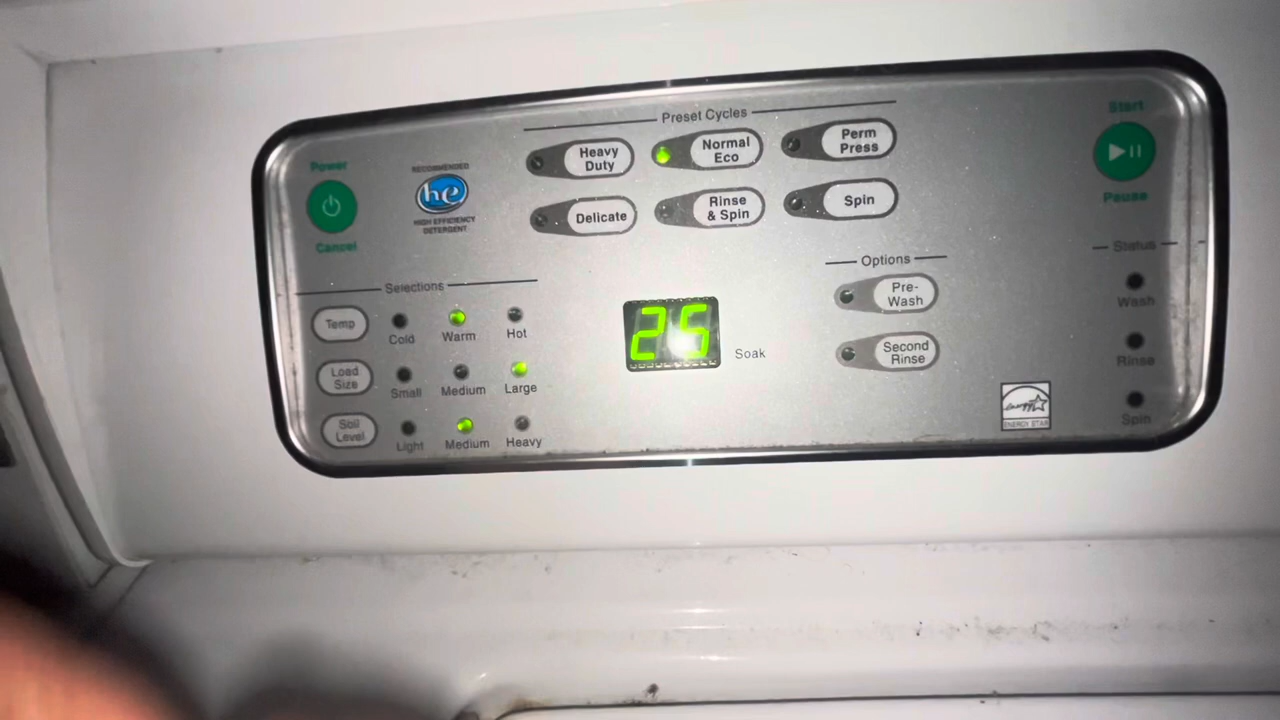 Preset Cycles
Power
Cancel
RECOMMENDED
he
HIGH EFFICIENCY
DETERGENT
Heavy
Duty
Normal
Eco
Perm
Press
Delicate
Rinse
& Spin
Spin
Start
Pause
Selections
Temp
Cold
Warm
Hot
Load
Size
Small
Medium
Large
Soil
Level
Light
Medium
Heavy
25
Soak
Options
Pre-
Wash
Second
Rinse
Status
Wash
Rinse
Spin
energy
ENERGY STAR